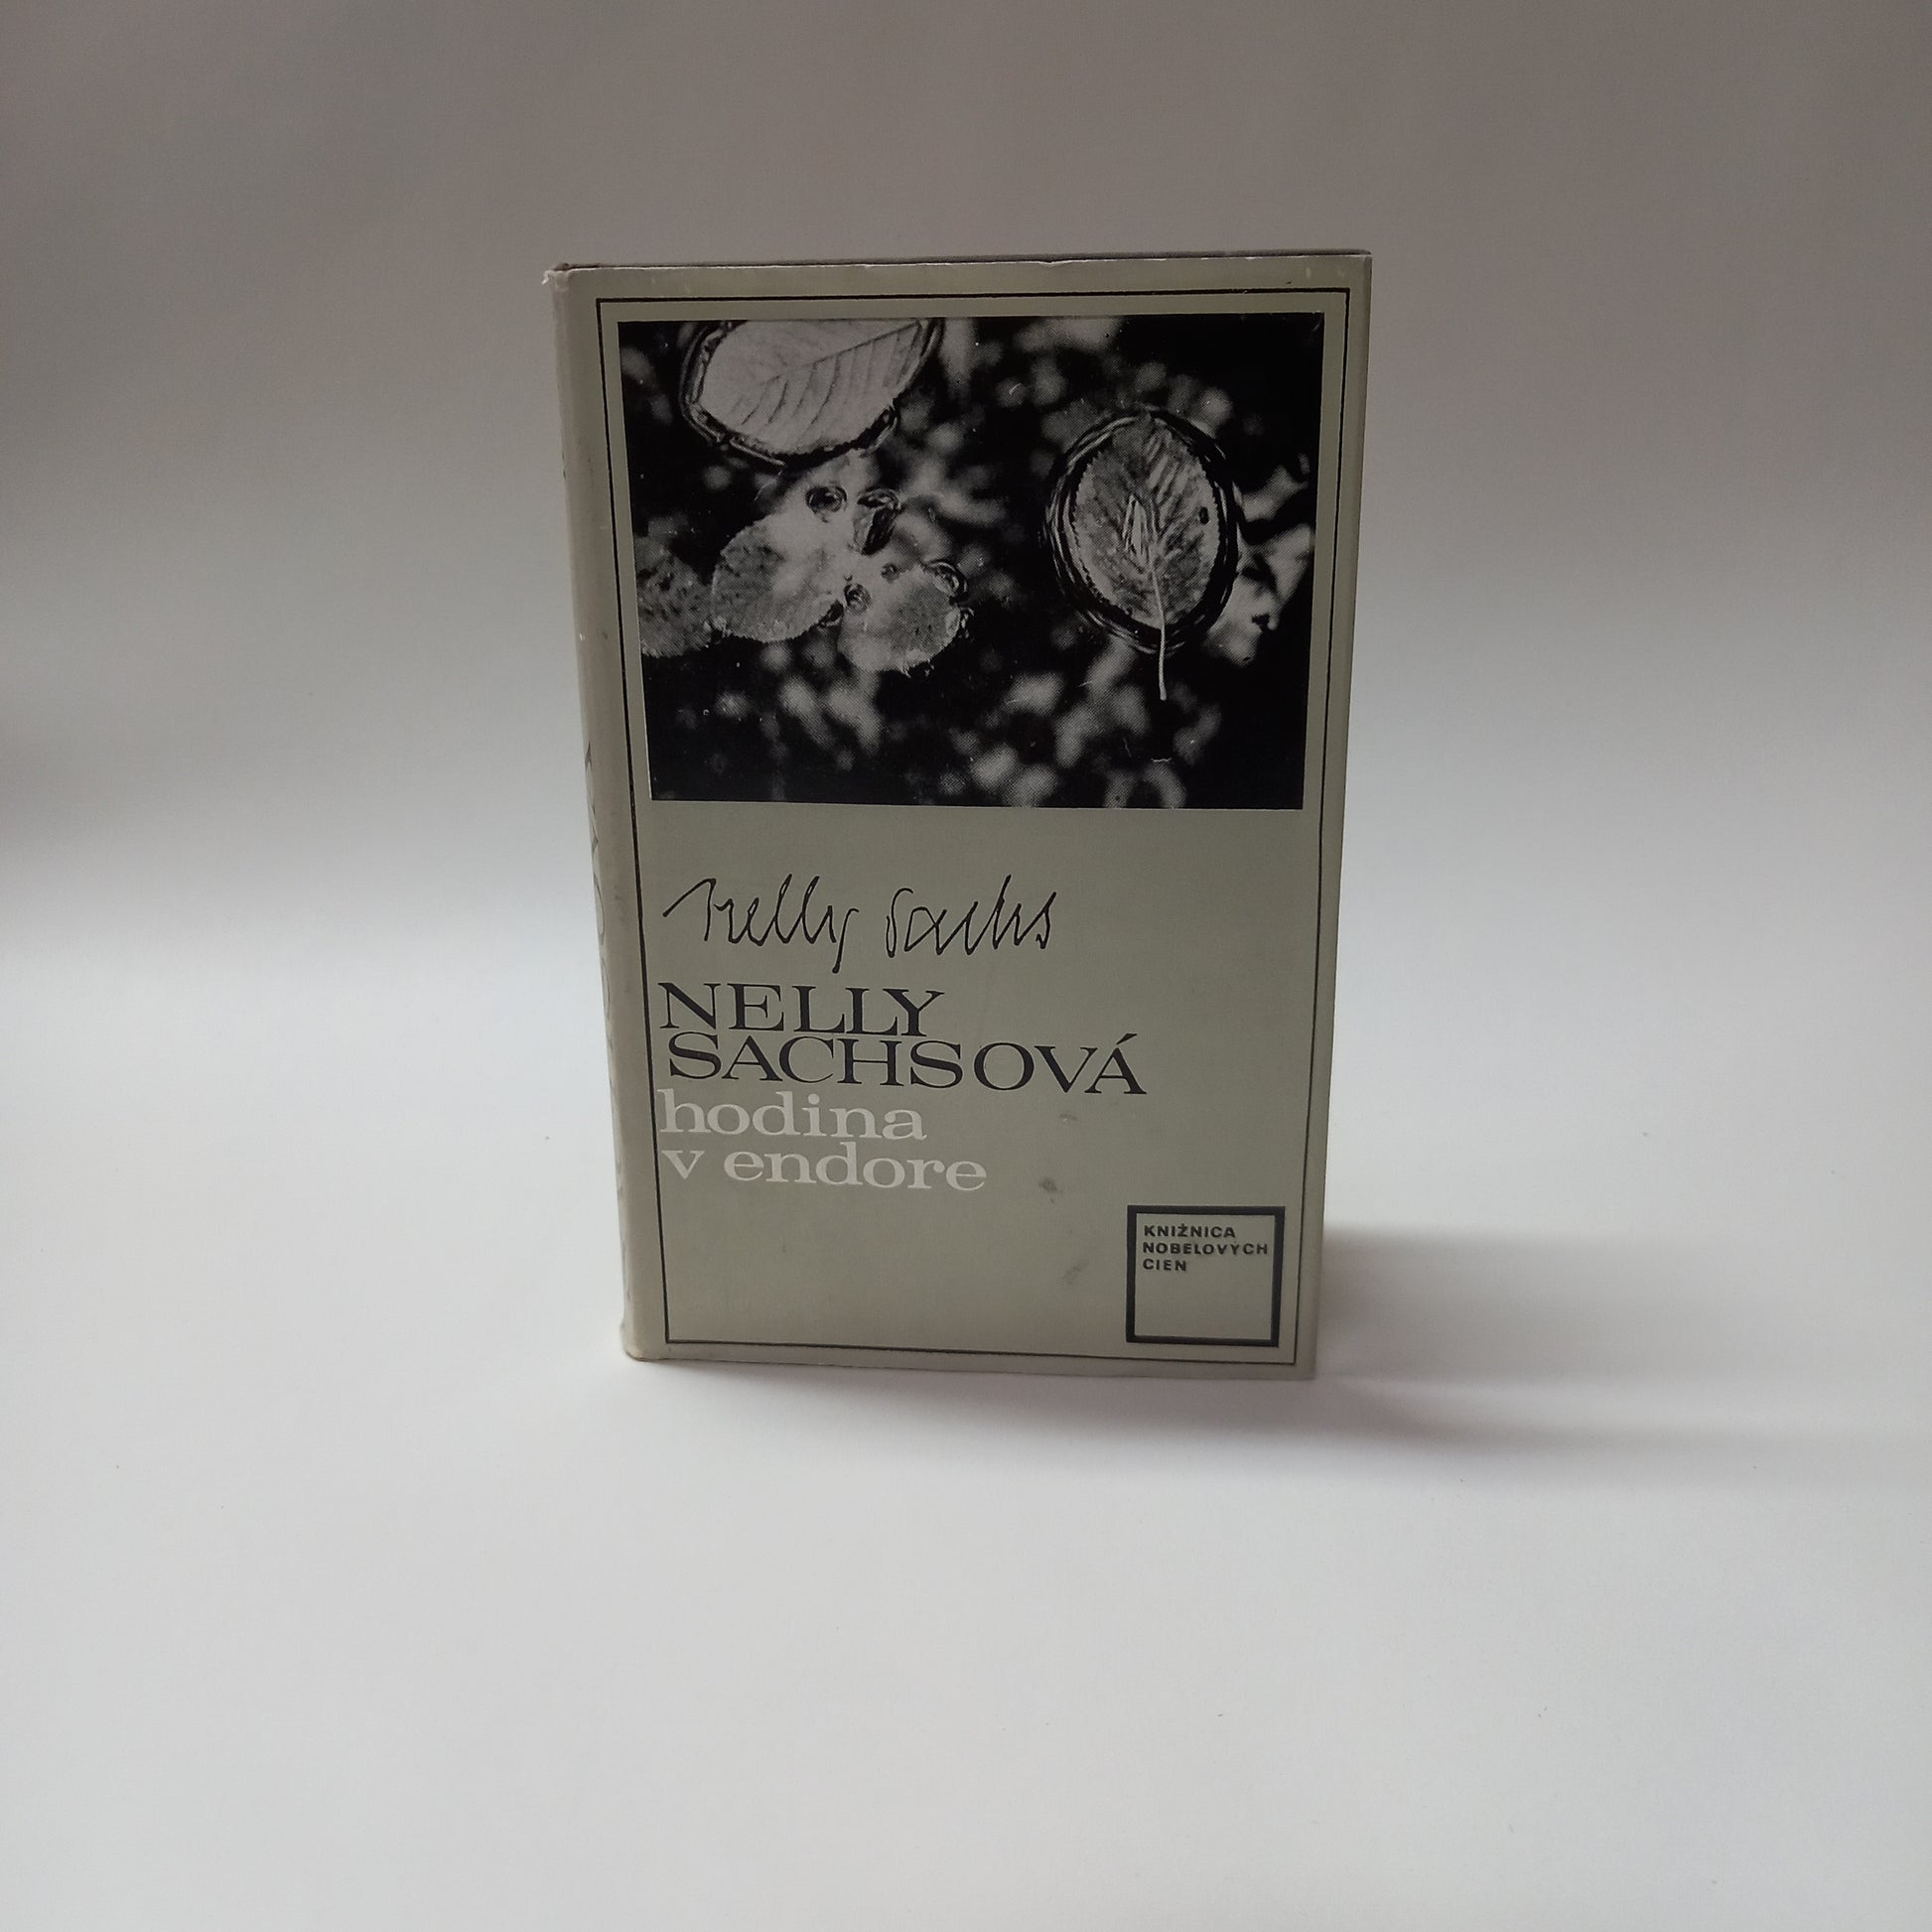 nelly sachs
NELLY
SACHSOVÁ
hodina
v endore
KNIŽNICA
NOBELOVÝCH
CIEN